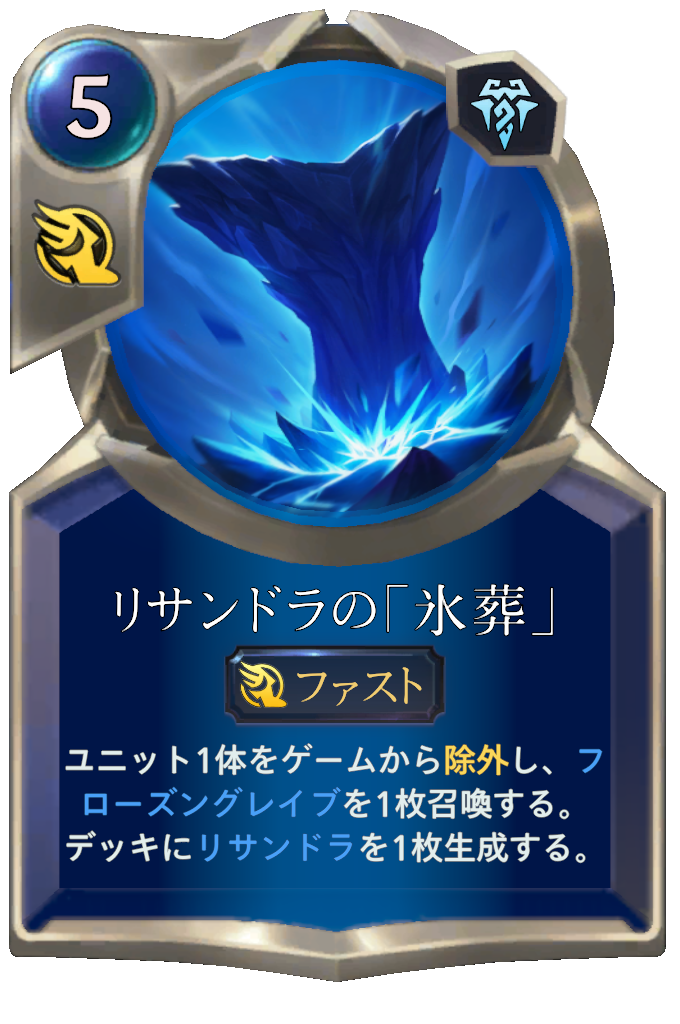 5
リサンドラの「氷葬」
ファスト
ユニット1体をゲームから除外し、フ
ローズングレイブを1枚召喚する。
デッキにリサンドラを1枚生成する。